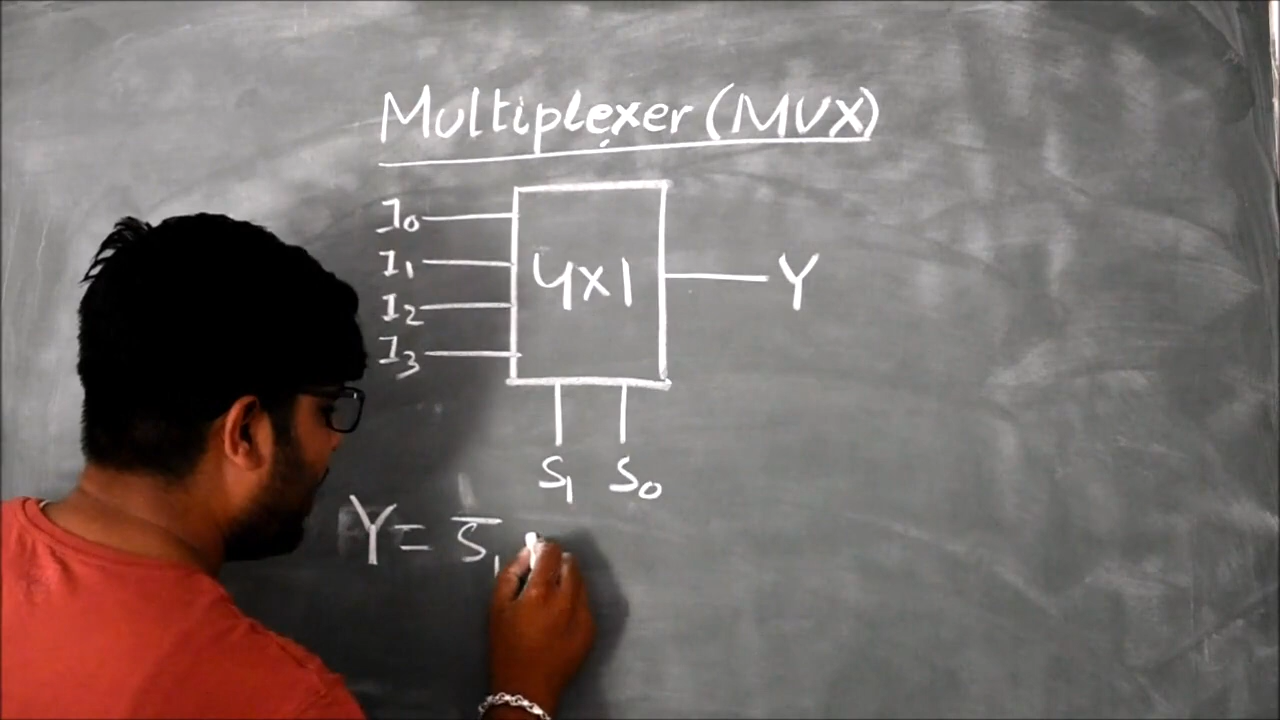 Multiplexer (MUX)
I₀
I₁
I₂
I₃
4x1
Y
S₁ S₀
Y = S̅₁